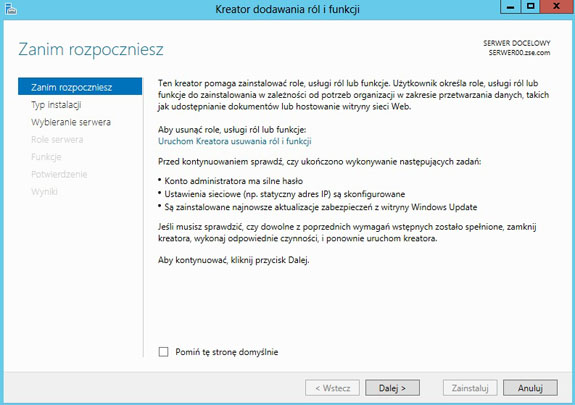 Kreator dodawania ról i funkcji
Zanim rozpoczniesz
SERWER DOCELOWY
SERWER00.zse.com
Zanim rozpoczniesz
Typ instalacji
Wybieranie serwera
Role serwera
Funkcje
Potwierdzenie
Wyniki
Ten kreator pomaga zainstalować role, usługi ról lub funkcje. Użytkownik określa role, usługi ról lub
funkcje do zainstalowania w zależności od potrzeb organizacji w zakresie przetwarzania danych, takich
jak udostępnianie dokumentów lub hostowanie witryny sieci Web.
Aby usunąć role, usługi ról lub funkcje:
Uruchom Kreatora usuwania ról i funkcji
Przed kontynuowaniem sprawdź, czy ukończono wykonywanie następujących zadań:
• Konto administratora ma silne hasło
• Ustawienia sieciowe (np. statyczny adres IP) są skonfigurowane
• Są zainstalowane najnowsze aktualizacje zabezpieczeń z witryny Windows Update
Jeśli musisz sprawdzić, czy dowolne z poprzednich wymagań wstępnych zostało spełnione, zamknij
kreatora, wykonaj odpowiednie czynności, i ponownie uruchom kreatora.
Aby kontynuować, kliknij przycisk Dalej.
Pomiń tę stronę domyślnie
< Wstecz
Dalej >
Zainstaluj
Anuluj